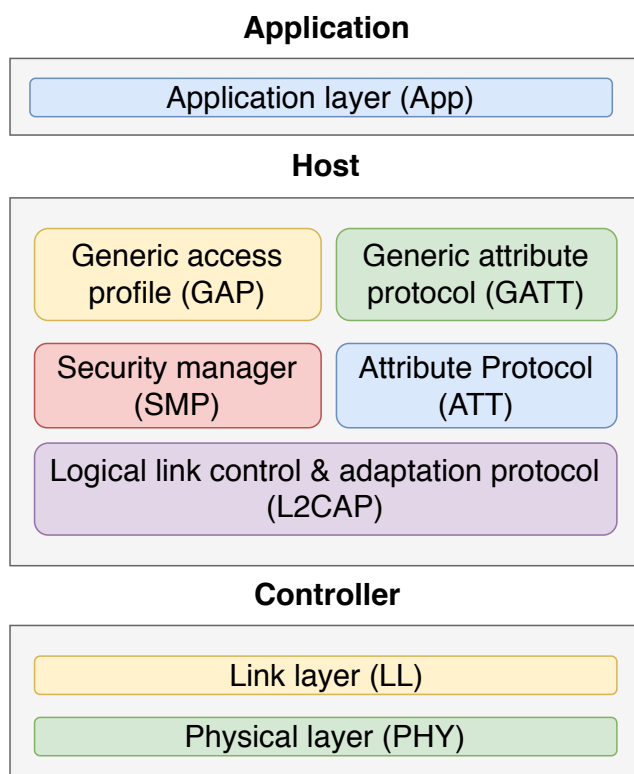 Application
Application layer (App)
Host
Generic access
profile (GAP)
Generic attribute
protocol (GATT)
Security manager
(SMP)
Attribute Protocol
(ATT)
Logical link control & adaptation protocol
(L2CAP)
Controller
Link layer (LL)
Physical layer (PHY)